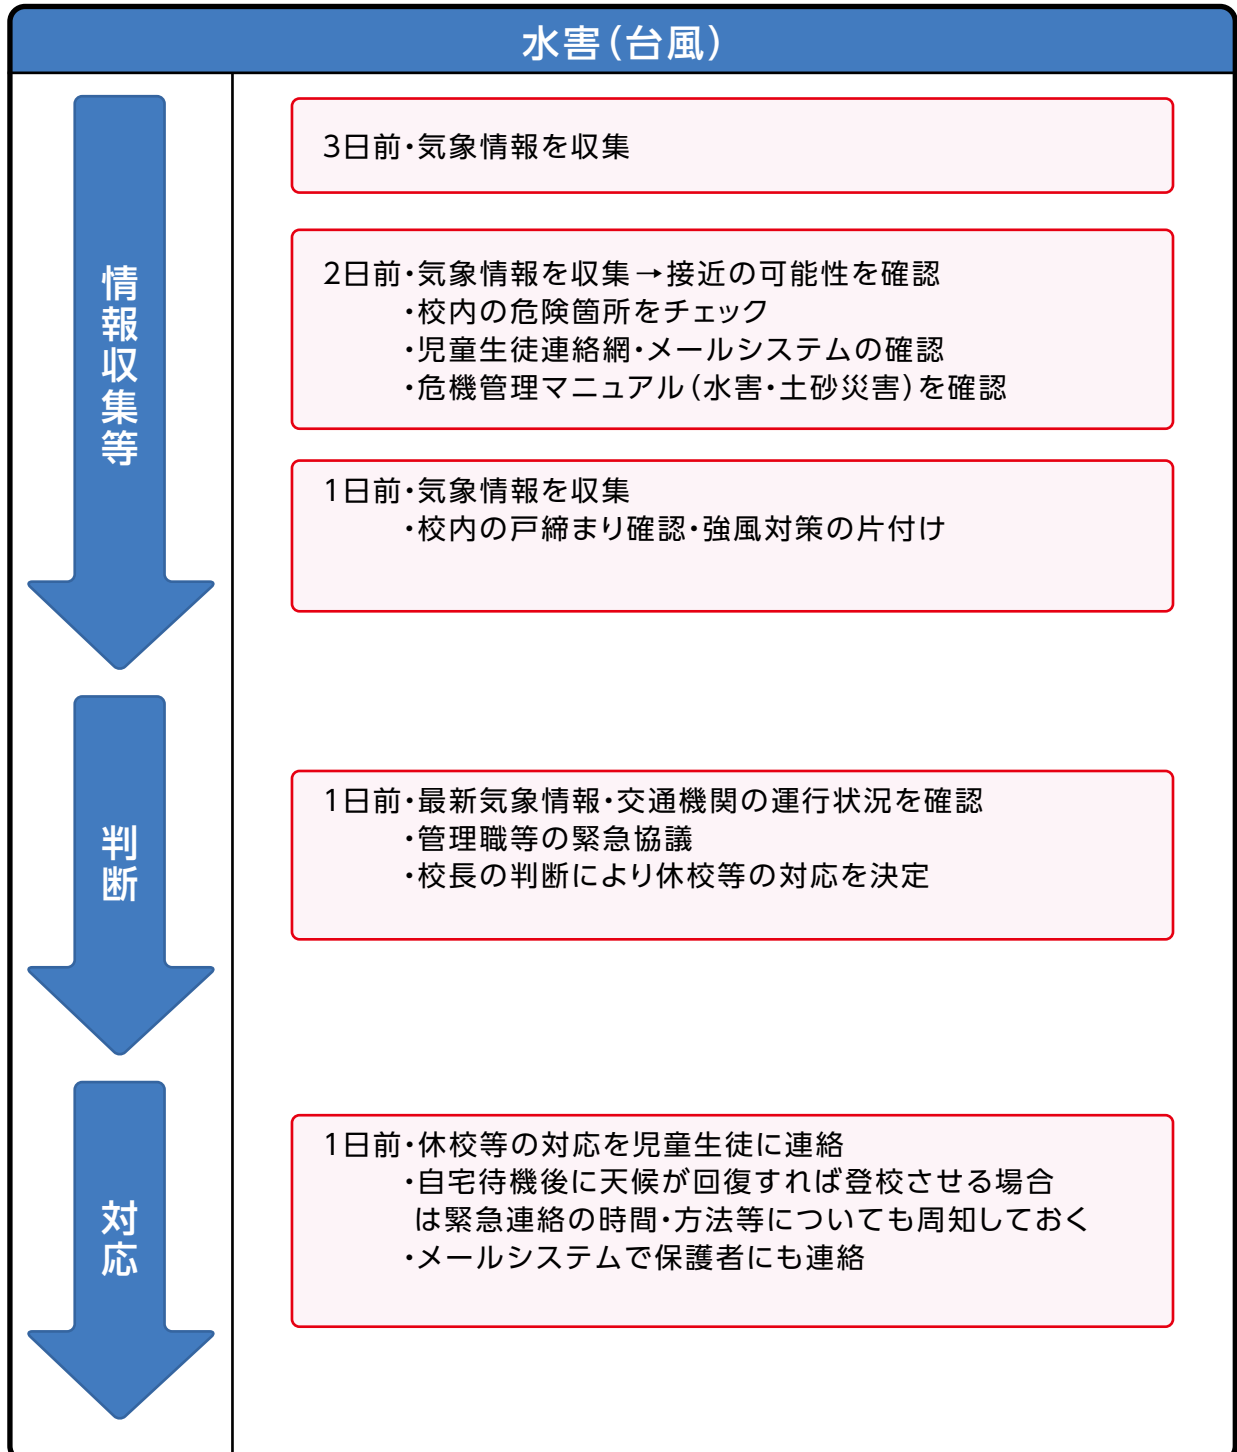 水害（台風）
情報収集等
3日前・気象情報を収集
2日前・気象情報を収集→接近の可能性を確認
・校内の危険箇所をチェック
・児童生徒連絡網・メールシステムの確認
・危機管理マニュアル（水害・土砂災害）を確認
1日前・気象情報を収集
・校内の戸締まり確認・強風対策の片付け
判断
1日前・最新気象情報・交通機関の運行状況を確認
・管理職等の緊急協議
・校長の判断により休校等の対応を決定
対応
1日前・休校等の対応を児童生徒に連絡
・自宅待機後に天候が回復すれば登校させる場合
は緊急連絡の時間・方法等についても周知しておく
・メールシステムで保護者にも連絡